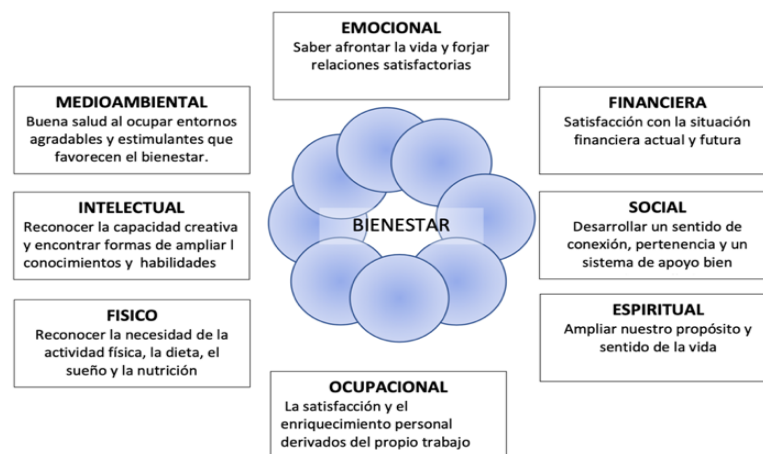 EMOCIONAL
Saber afrontar la vida y forjar
relaciones satisfactorias
MEDIOAMBIENTAL
Buena salud al ocupar entornos
agradables y estimulantes que
favorecen el bienestar.
FINANCIERA
Satisfacción con la situación
financiera actual y futura
INTELECTUAL
Reconocer la capacidad creativa
y encontrar formas de ampliar l
conocimientos y habilidades
BIENESTAR
SOCIAL
Desarrollar un sentido de
conexión, pertenencia y un
sistema de apoyo bien
FISICO
Reconocer la necesidad de la
actividad física, la dieta, el
sueño y la nutrición
ESPIRITUAL
Ampliar nuestro propósito y
sentido de la vida
OCUPACIONAL
La satisfacción y el
enriquecimiento personal
derivados del propio trabajo